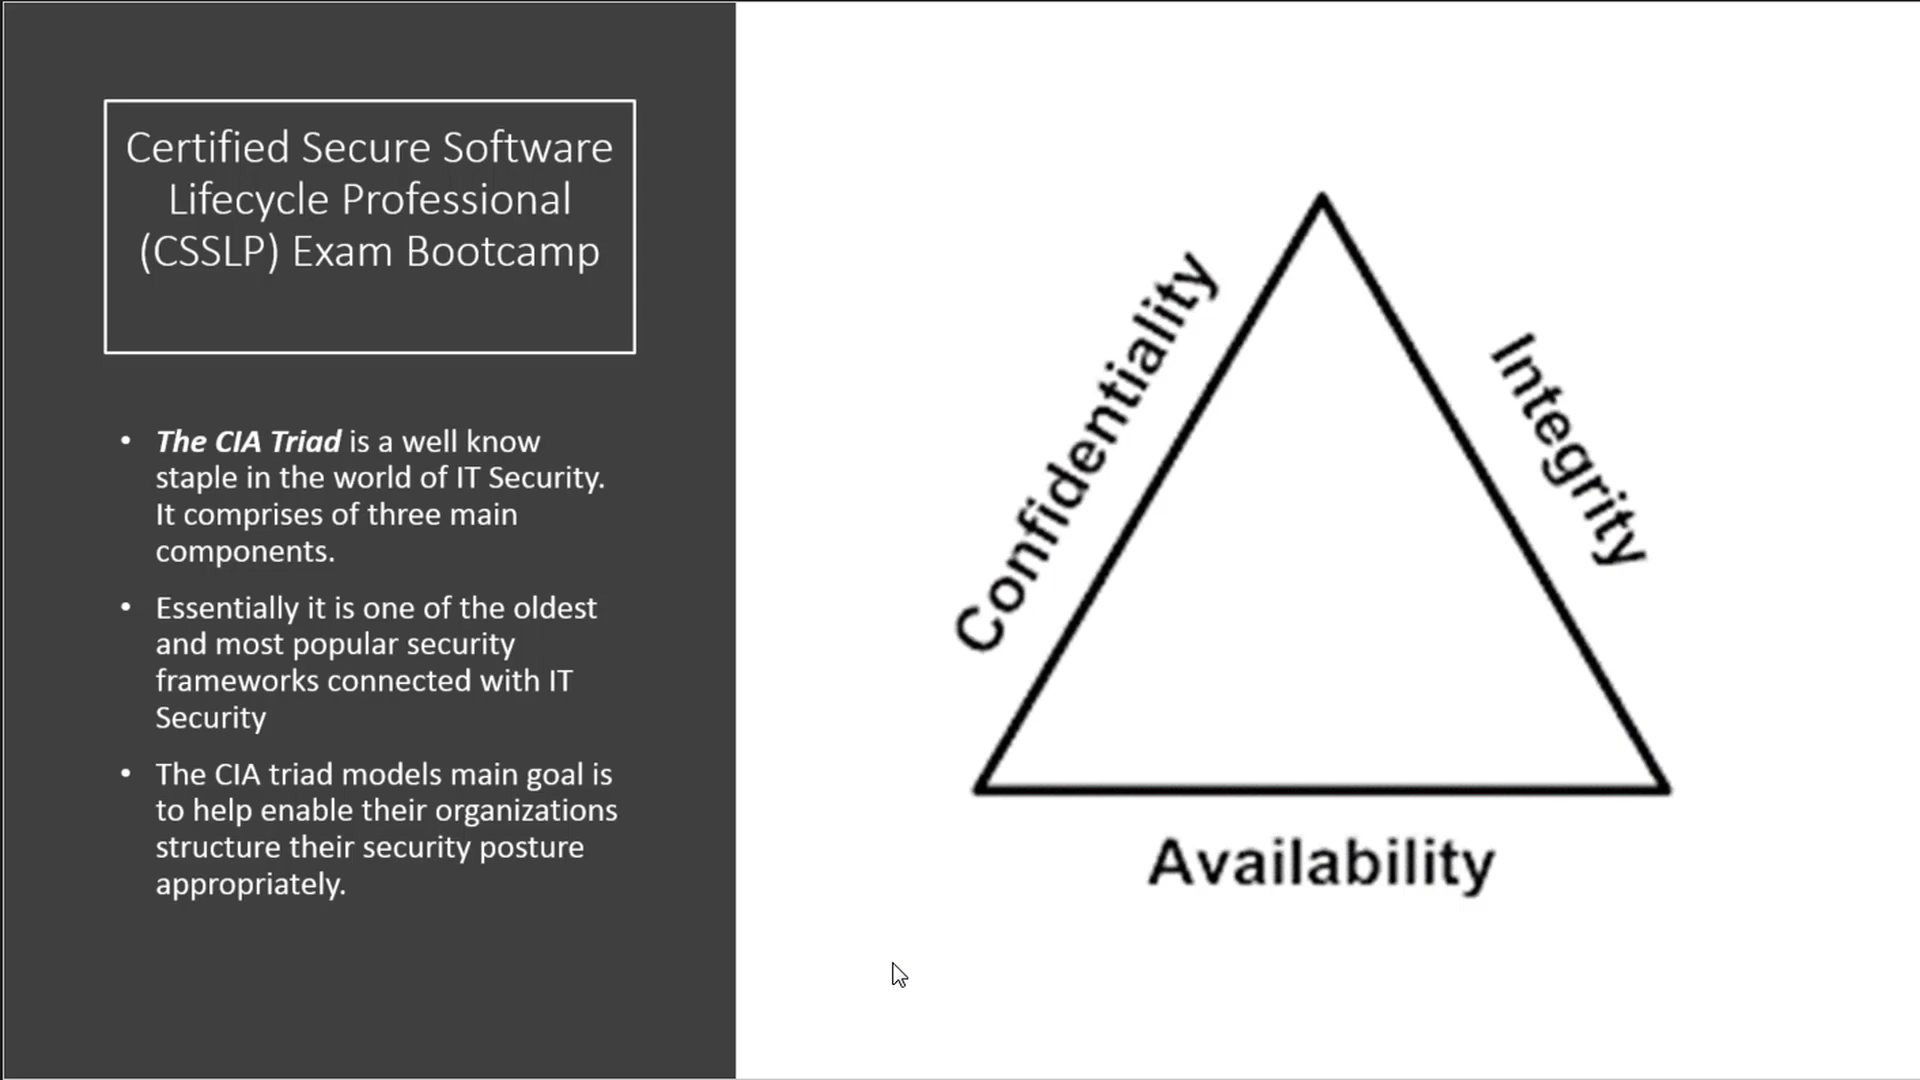 Certified Secure Software
Lifecycle Professional
(CSSLP) Exam Bootcamp
• The CIA Triad is a well know
staple in the world of IT Security.
It comprises of three main
components.
• Essentially it is one of the oldest
and most popular security
frameworks connected with IT
Security
• The CIA triad models main goal is
to help enable their organizations
structure their security posture
appropriately.
Confidentiality
Integrity
Availability